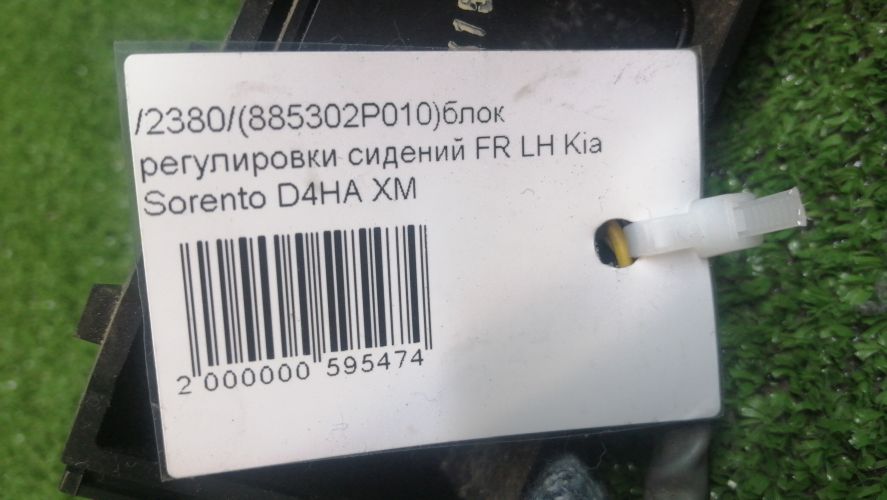 /2380/(885302P010)блок
регулировки сидений FR LH Kia
Sorento D4HA XM
2 000000 595474